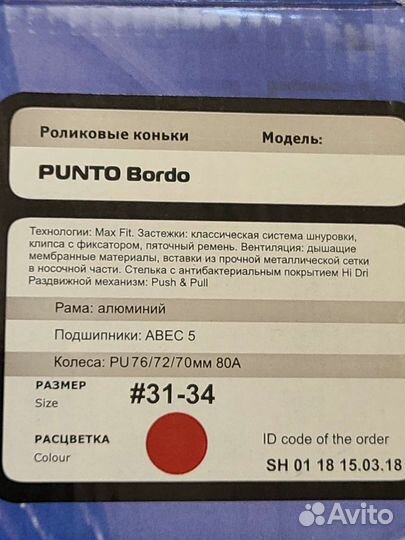 Роликовые коньки Модель:
PUNTO Bordo
Технологии: Max Fit. Застежки: классическая система шнуровки,
клипса с фиксатором, пяточный ремень. Вентиляция: дышащие
мембранные материалы, вставки из прочной металлической сетки
в носочной части. Стелька с антибактериальным покрытием Hi Dri
Раздвижной механизм: Push & Pull
Рама: алюминий
Подшипники: ABEC 5
Колеса: PU76/72/70мм 80А
РАЗМЕР #31-34
Size
РАСЦВЕТКА ID code of the order
Colour SH 01 18 15.03.18
Avito